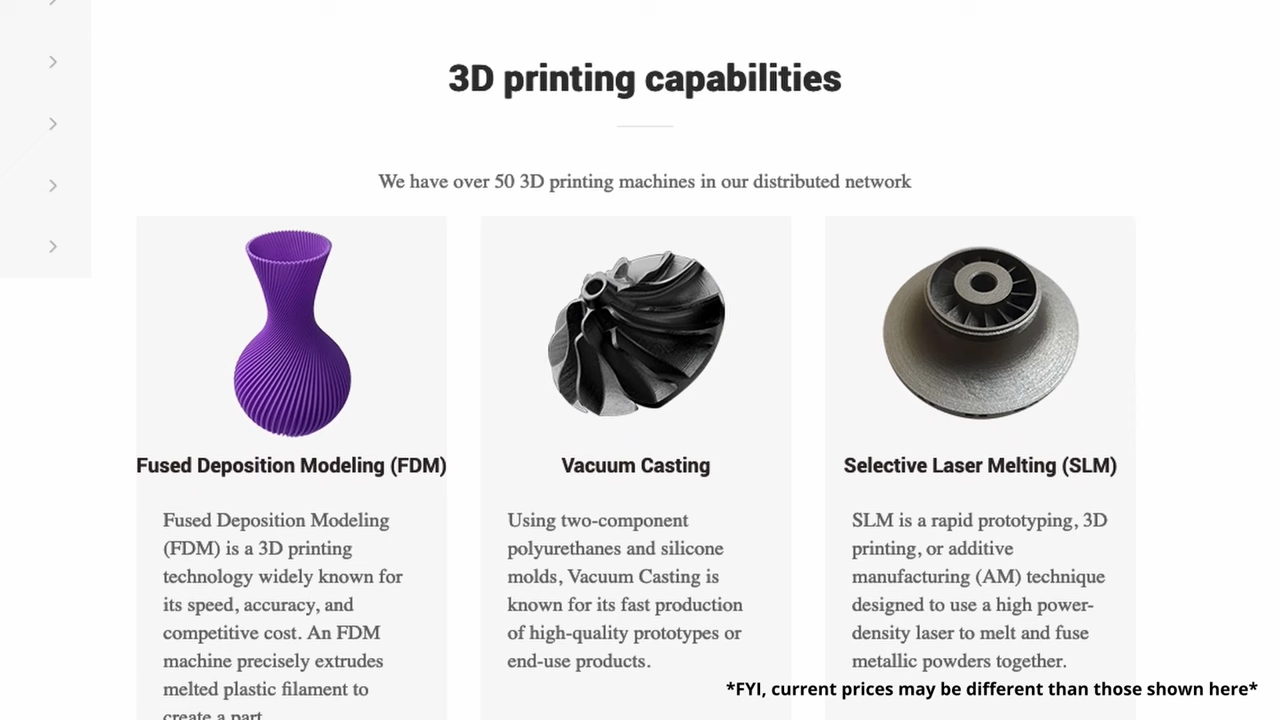 3D printing capabilities
We have over 50 3D printing machines in our distributed network
Fused Deposition Modeling (FDM)
Fused Deposition Modeling
(FDM) is a 3D printing
technology widely known for
its speed, accuracy, and
competitive cost. An FDM
machine precisely extrudes
melted plastic filament to
create a part
Vacuum Casting
Using two-component
polyurethanes and silicone
molds, Vacuum Casting is
known for its fast production
of high-quality prototypes or
end-use products.
Selective Laser Melting (SLM)
SLM is a rapid prototyping, 3D
printing, or additive
manufacturing (AM) technique
designed to use a high power-
density laser to melt and fuse
metallic powders together.
*FYI, current prices may be different than those shown here*